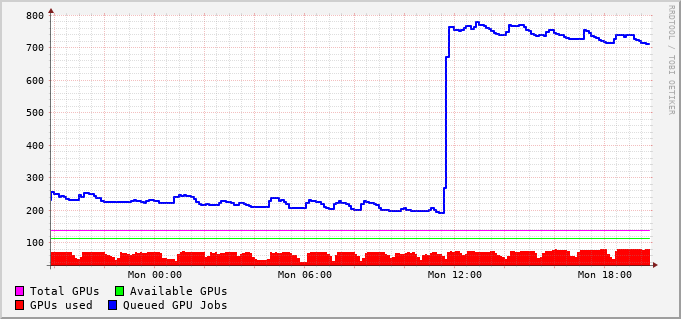 800
700
600
500
400
300
200
100
Mon 00:00 Mon 06:00 Mon 12:00 Mon 18:00
Total GPUs Available GPUs
GPUs used Queued GPU Jobs
RRDTOOL / TOBI OETIKER